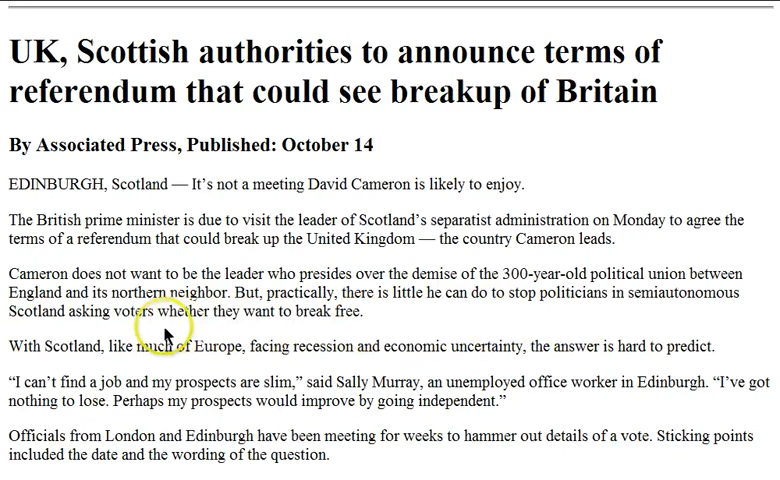 UK, Scottish authorities to announce terms of
referendum that could see breakup of Britain
By Associated Press, Published: October 14
EDINBURGH, Scotland — It’s not a meeting David Cameron is likely to enjoy.
The British prime minister is due to visit the leader of Scotland’s separatist administration on Monday to agree the
terms of a referendum that could break up the United Kingdom — the country Cameron leads.
Cameron does not want to be the leader who presides over the demise of the 300-year-old political union between
England and its northern neighbor. But, practically, there is little he can do to stop politicians in semiautonomous
Scotland asking voters whether they want to break free.
With Scotland, like much of Europe, facing recession and economic uncertainty, the answer is hard to predict.
“I can’t find a job and my prospects are slim,” said Sally Murray, an unemployed office worker in Edinburgh. “I’ve got
nothing to lose. Perhaps my prospects would improve by going independent.”
Officials from London and Edinburgh have been meeting for weeks to hammer out details of a vote. Sticking points
included the date and the wording of the question.